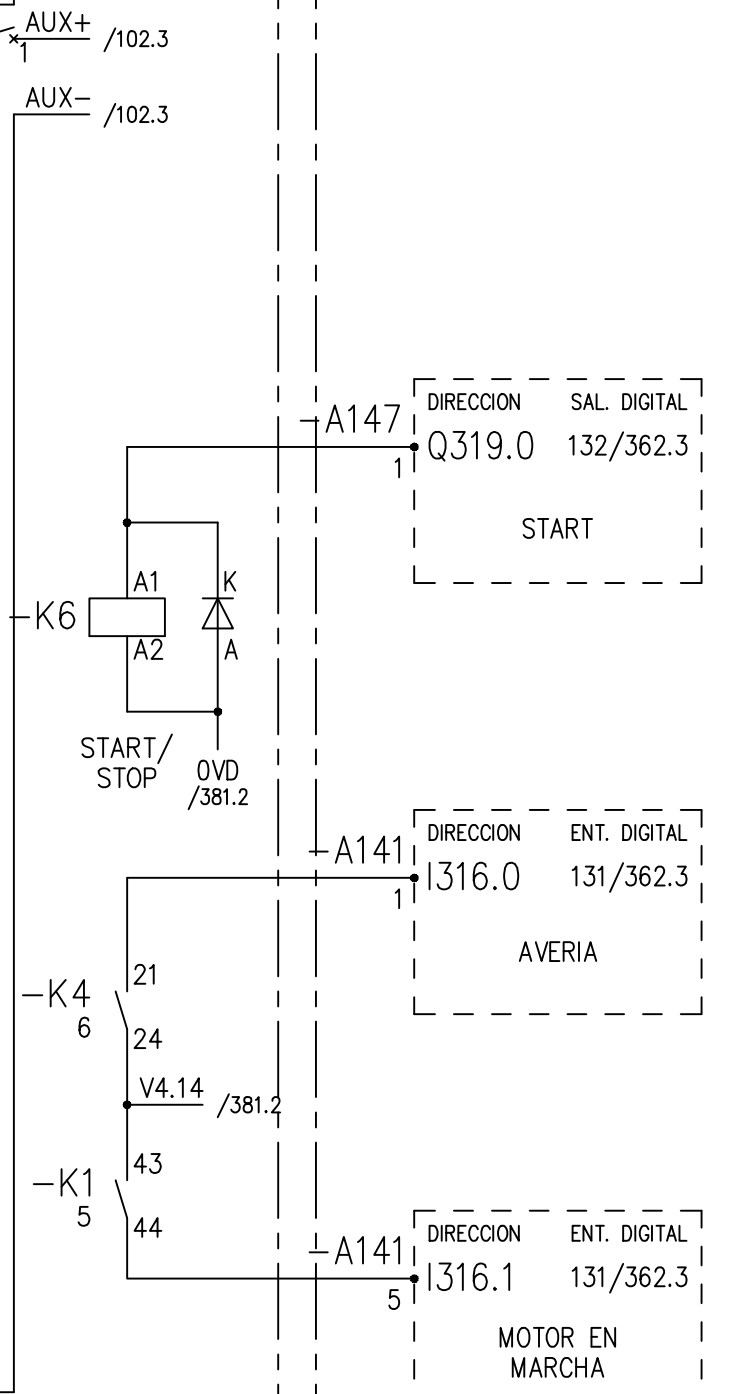 AUX+ /102.3
1
AUX- /102.3
-A147
DIRECCION SAL. DIGITAL
1 Q319.0 132/362.3
START
A1 K
-K6
A2 A
START/
STOP
0VD
/381.2
-A141
DIRECCION ENT. DIGITAL
1 I316.0 131/362.3
AVERIA
21
-K4
6
24
V4.14 /381.2
43
-K1
5
44
-A141
DIRECCION ENT. DIGITAL
5 I316.1 131/362.3
MOTOR EN
MARCHA